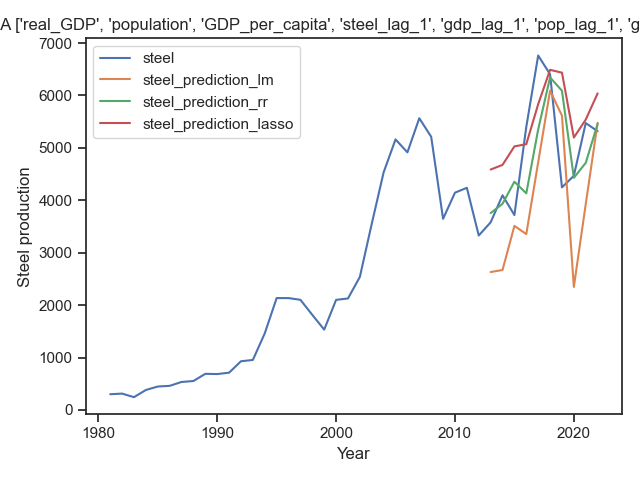 A ['real_GDP', 'population', 'GDP_per_capita', 'steel_lag_1', 'gdp_lag_1', 'pop_lag_1', 'g
7000
6000
5000
4000
3000
2000
1000
0
Steel production
steel
steel_prediction_lm
steel_prediction_rr
steel_prediction_lasso
1980 1990 2000 2010 2020
Year